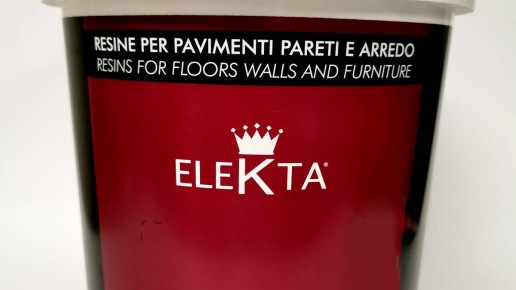 RESINE PER PAVIMENTI PARETI E ARREDO
RESINS FOR FLOORS WALLS AND FURNITURE
ELEKTA®